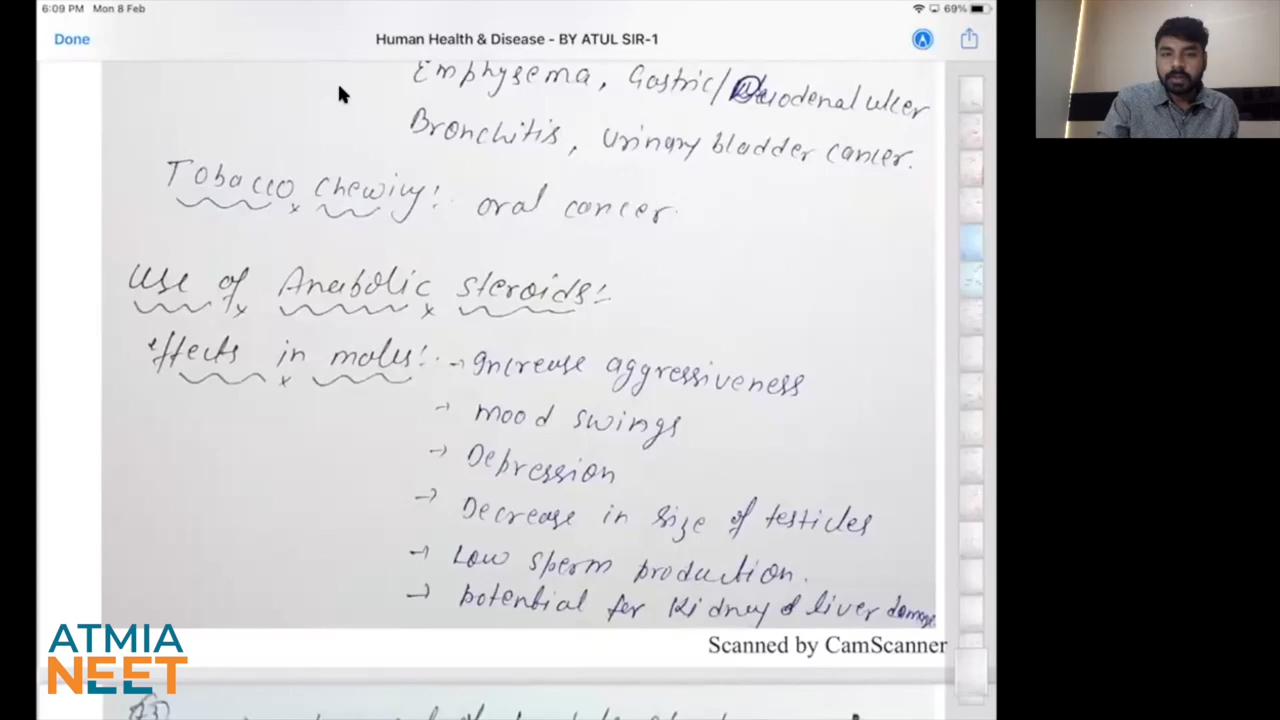 6:09 PM Mon 8 Feb
69%
Done
Human Health & Disease - BY ATUL SIR-1
Emphysema, Gastric/Duodenal ulcer
Bronchitis, Urinary bladder cancer.
Tobacco chewing:- oral cancer.
Use of Anabolic steroids:-
effects in males:- → Increase aggressiveness
→ Mood swings
→ Depression
→ Decrease in size of testicles
→ Low sperm production.
→ potential for kidney & liver damage
Scanned by CamScanner
ATMIA
NEET